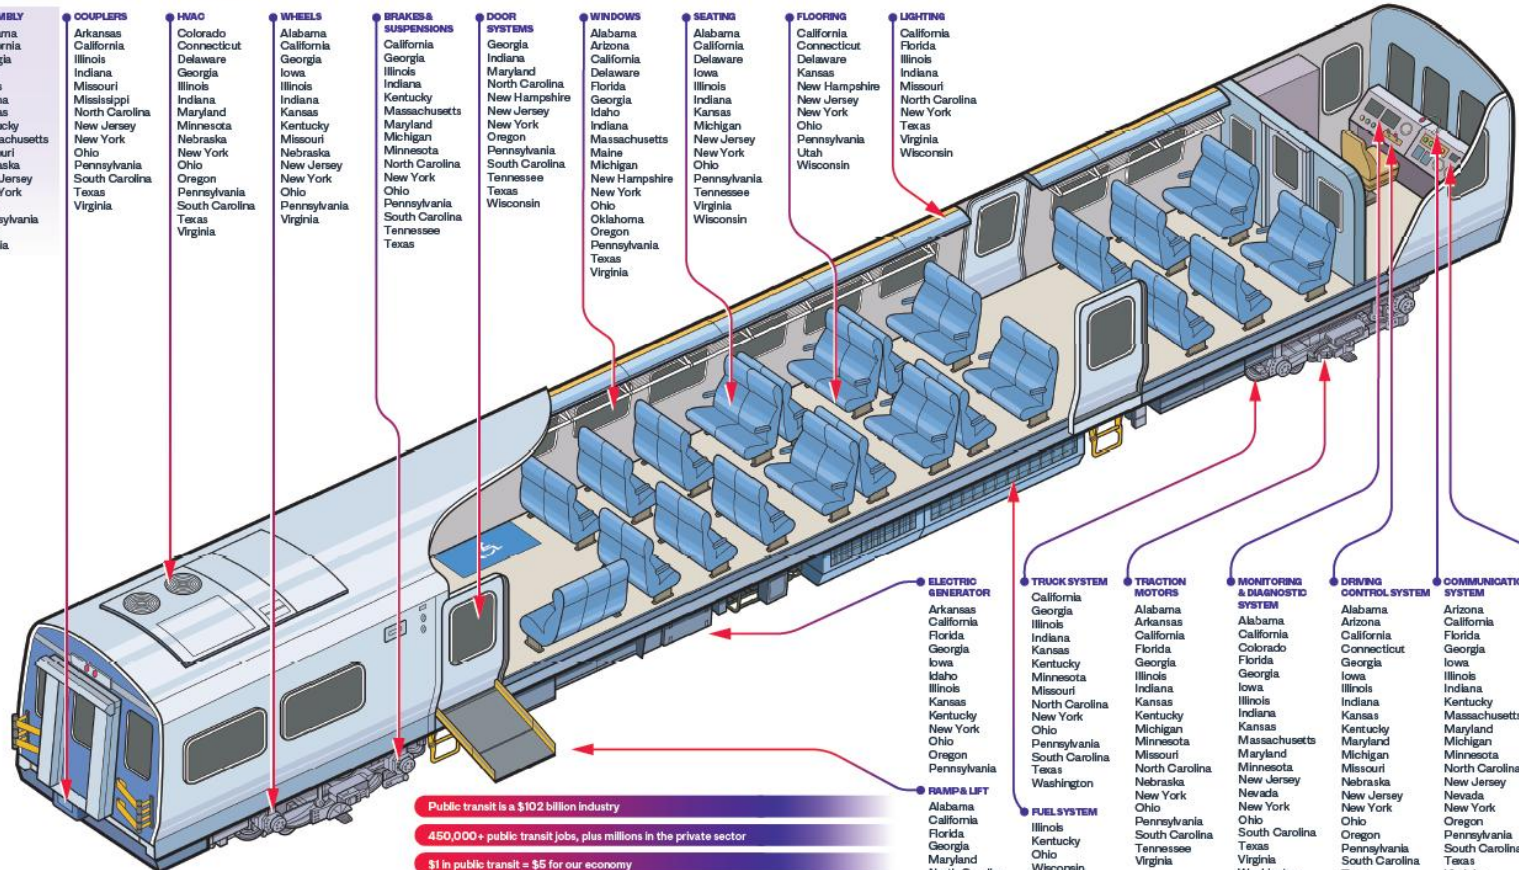 COUPLERS
Arkansas
California
Illinois
Indiana
Missouri
Mississippi
North Carolina
New Jersey
New York
Ohio
Pennsylvania
South Carolina
Texas
Virginia
HVAC
Colorado
Connecticut
Delaware
Georgia
Illinois
Indiana
Maryland
Minnesota
Nebraska
New York
Ohio
Oregon
Pennsylvania
South Carolina
Texas
Virginia
WHEELS
Alabama
California
Georgia
Iowa
Illinois
Indiana
Kansas
Kentucky
Missouri
Nebraska
New Jersey
New York
Ohio
Pennsylvania
Virginia
BRAKES &
SUSPENSIONS
California
Georgia
Illinois
Indiana
Kentucky
Massachusetts
Maryland
Michigan
Minnesota
North Carolina
New York
Ohio
Pennsylvania
South Carolina
Tennessee
Texas
DOOR
SYSTEMS
Georgia
Indiana
Maryland
North Carolina
New Hampshire
New Jersey
New York
Oregon
Pennsylvania
South Carolina
Tennessee
Texas
Wisconsin
WINDOWS
Alabama
Arizona
California
Delaware
Florida
Georgia
Idaho
Indiana
Massachusetts
Maine
Michigan
New Hampshire
New York
Ohio
Oklahoma
Oregon
Pennsylvania
Texas
Virginia
SEATING
Alabama
California
Delaware
Iowa
Illinois
Indiana
Kansas
Michigan
New Jersey
New York
Ohio
Pennsylvania
Tennessee
Virginia
Wisconsin
FLOORING
California
Connecticut
Delaware
Kansas
New Hampshire
New Jersey
New York
Ohio
Pennsylvania
Utah
Wisconsin
LIGHTING
California
Florida
Illinois
Indiana
Missouri
North Carolina
New York
Texas
Virginia
Wisconsin
ELECTRIC
GENERATOR
Arkansas
California
Florida
Georgia
Iowa
Idaho
Illinois
Kansas
Kentucky
New York
Ohio
Oregon
Pennsylvania
RAMP & LIFT
Alabama
California
Florida
Georgia
Maryland
TRUCK SYSTEM
California
Georgia
Illinois
Indiana
Kansas
Kentucky
Minnesota
Missouri
North Carolina
New York
Ohio
Pennsylvania
South Carolina
Texas
Washington
FUEL SYSTEM
Illinois
Kentucky
Ohio
Wisconsin
TRACTION
MOTORS
Alabama
Arkansas
California
Florida
Georgia
Illinois
Indiana
Kansas
Kentucky
Michigan
Minnesota
Missouri
North Carolina
Nebraska
New York
Ohio
Pennsylvania
South Carolina
Tennessee
Virginia
MONITORING
& DIAGNOSTIC
SYSTEM
Alabama
California
Colorado
Florida
Georgia
Iowa
Illinois
Indiana
Kansas
Massachusetts
Maryland
Minnesota
New Jersey
Nevada
New York
Ohio
South Carolina
Texas
Virginia
DRIVING
CONTROL SYSTEM
Alabama
Arizona
California
Connecticut
Georgia
Iowa
Illinois
Indiana
Kansas
Kentucky
Maryland
Michigan
Missouri
Nebraska
New Jersey
New York
Ohio
Oregon
Pennsylvania
South Carolina
SYSTEM
Arizona
California
Florida
Georgia
Iowa
Illinois
Indiana
Kentucky
Massachusetts
Maryland
Michigan
Minnesota
North Carolina
New Jersey
Nevada
New York
Oregon
Pennsylvania
South Carolina
Texas
Public transit is a $102 billion industry
450,000+ public transit jobs, plus millions in the private sector
$1 in public transit = $5 for our economy